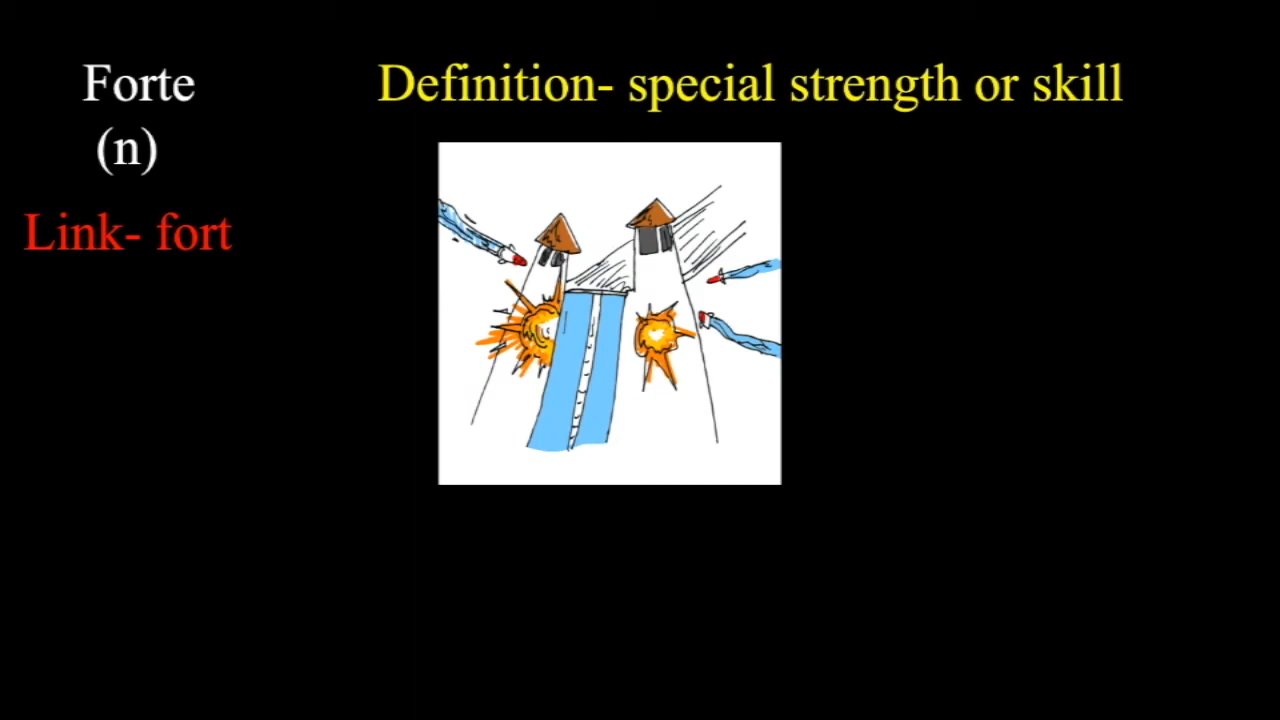 Forte
(n)
Definition- special strength or skill
Link- fort